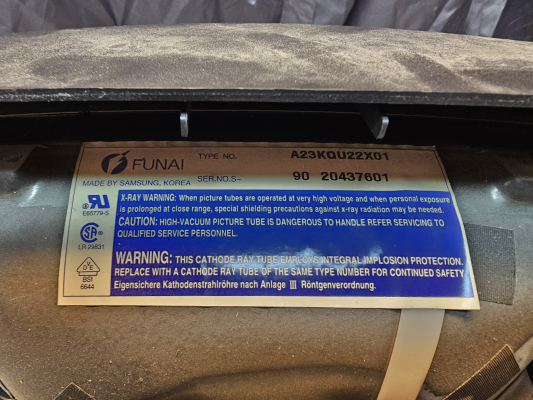 FUNAI TYPE NO. A23KQU22X01
MADE BY SAMSUNG, KOREA SER.NO.S- 90 20437601
E65779-S
LR 29831
VDE
BSI
6644
X-RAY WARNING: When picture tubes are operated at very high voltage and when personal exposure
is prolonged at close range, special shielding precautions against x-ray radiation may be needed.
CAUTION: HIGH-VACUUM PICTURE TUBE IS DANGEROUS TO HANDLE REFER SERVICING TO
QUALIFIED SERVICE PERSONNEL.
WARNING: THIS CATHODE RAY TUBE EMPLOYS INTEGRAL IMPLOSION PROTECTION.
REPLACE WITH A CATHODE RAY TUBE OF THE SAME TYPE NUMBER FOR CONTINUED SAFETY
Eigensichere Kathodenstrahlröhre nach Anlage III Röntgenverordnung.